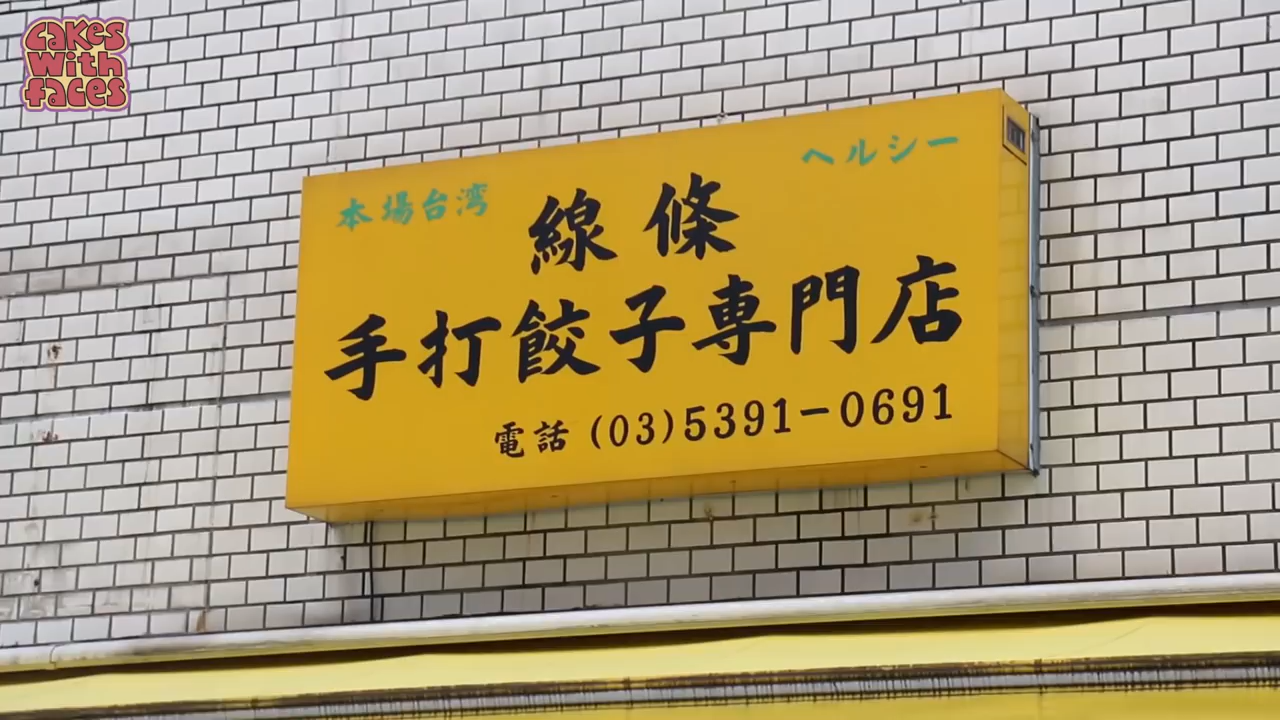 Cakes
With
faces
本場台湾
ヘルシー
線條
手打餃子専門店
電話 (03)5391-0691